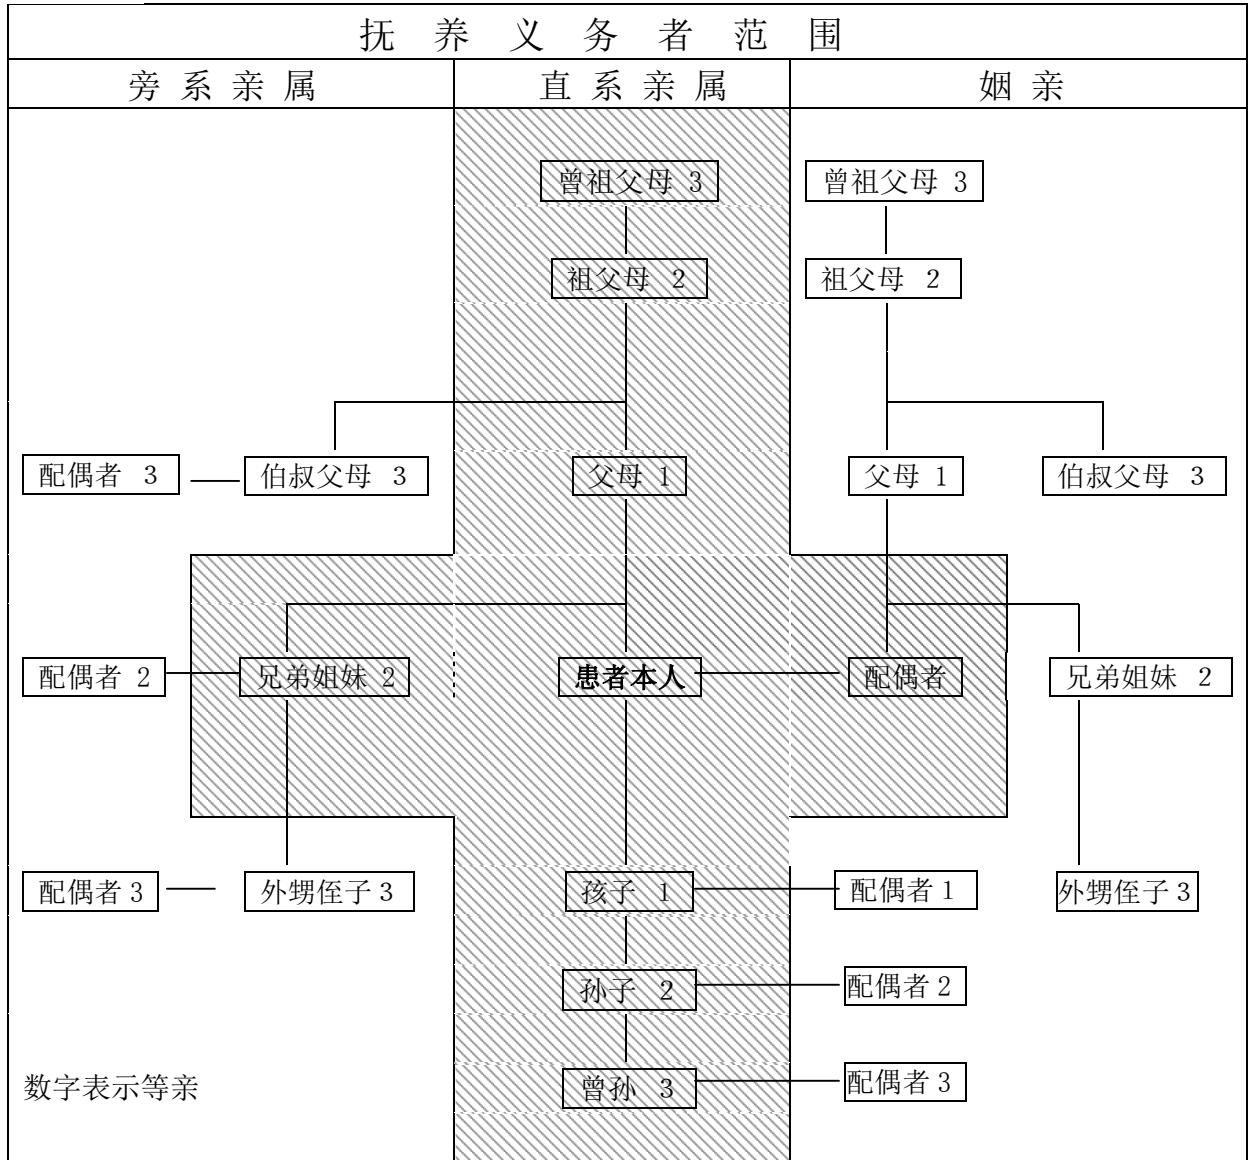 抚养义务者范围
旁系亲属 直系亲属 姻亲
曾祖父母 3 曾祖父母 3
祖父母 2 祖父母 2
配偶者 3 伯叔父母 3 父母 1 父母 1 伯叔父母 3
配偶者 2 兄弟姐妹 2 患者本人 配偶者 兄弟姐妹 2
配偶者 3 外甥侄子 3 孩子 1 配偶者 1 外甥侄子 3
孙子 2 配偶者 2
数字表示等亲 曾孙 3 配偶者 3